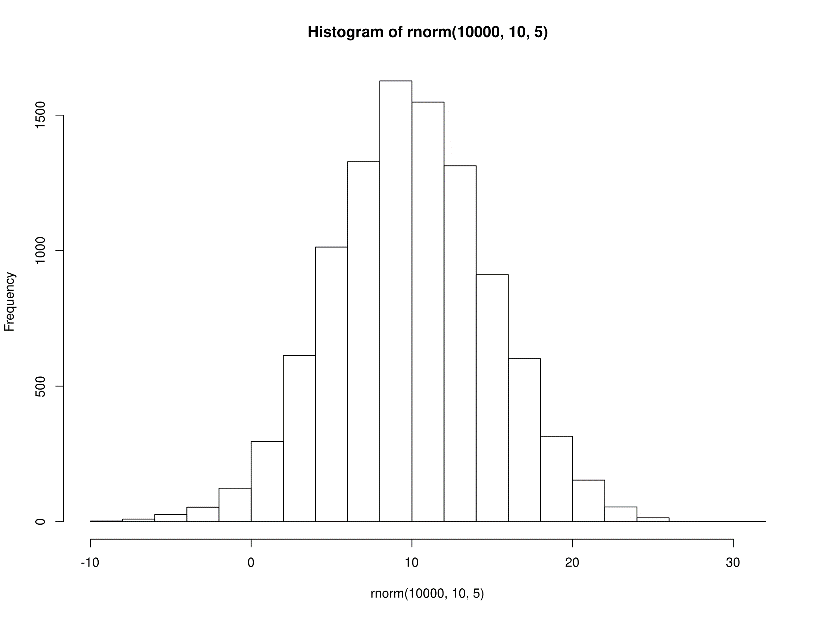 Histogram of rnorm(10000, 10, 5)
1500
1000
500
0
Frequency
-10 0 10 20 30
rnorm(10000, 10, 5)